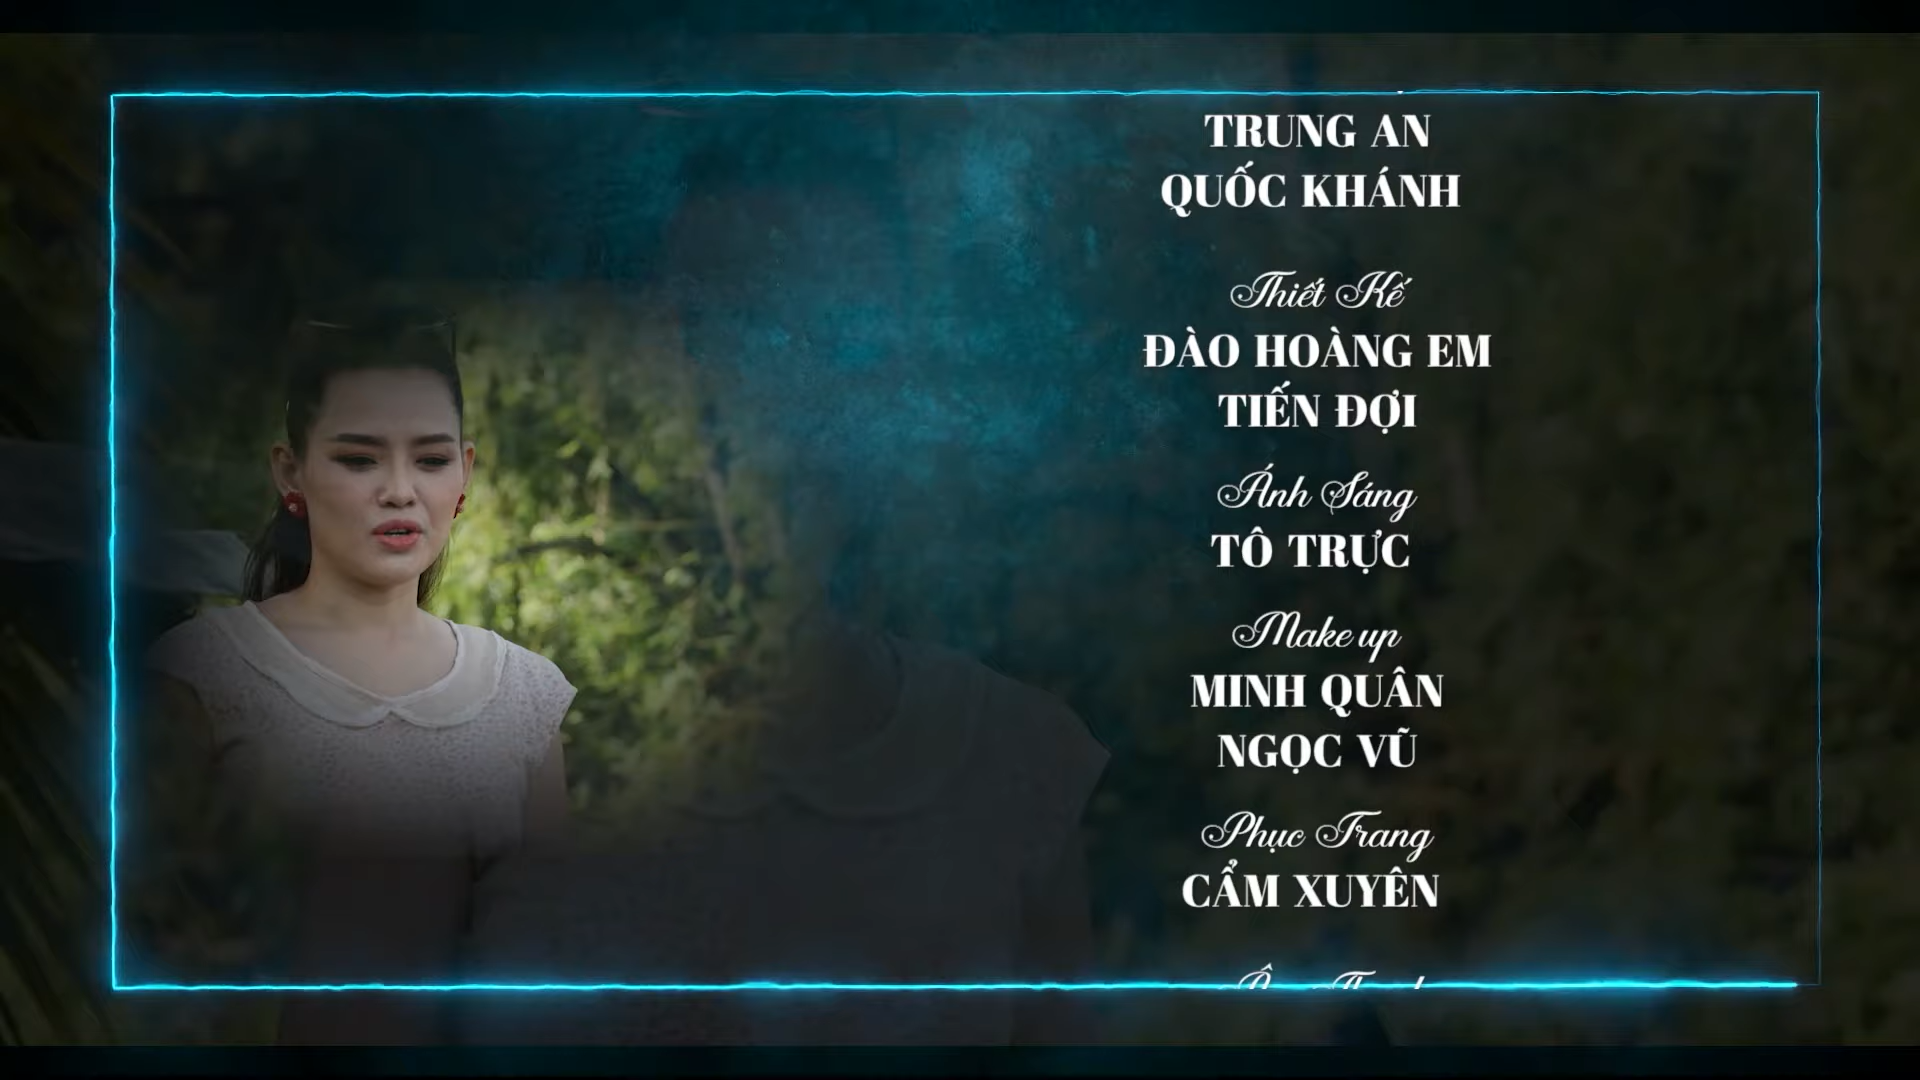 TRUNG AN
QUỐC KHÁNH
Thiết Kế
ĐÀO HOÀNG EM
TIẾN ĐỢI
Ánh Sáng
TÔ TRỰC
Make up
MINH QUÂN
NGỌC VŨ
Phục Trang
CẨM XUYÊN